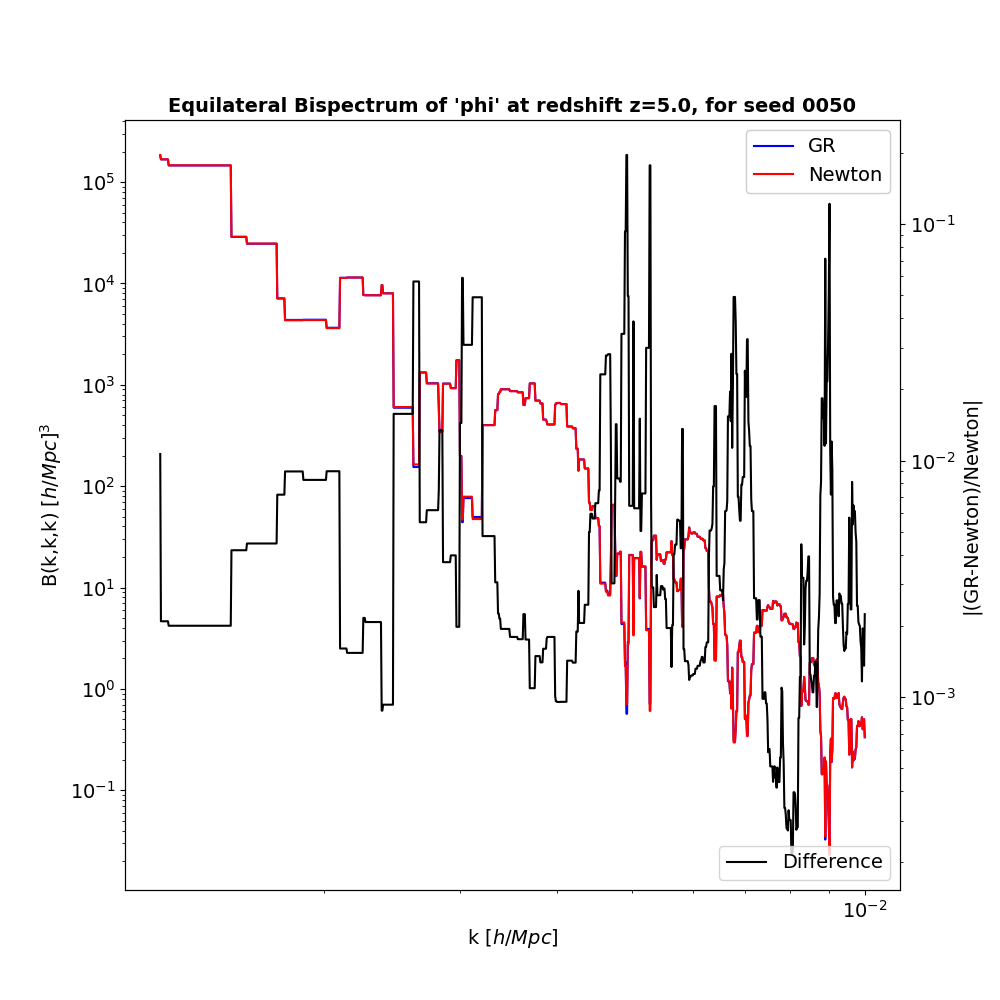 Equilateral Bispectrum of 'phi' at redshift z=5.0, for seed 0050
GR
Newton
10^5
10^4
10^3
10^2
10^1
10^0
10^-1
B(k,k,k) [h/Mpc]^3
10^-1
10^-2
10^-3
|(GR-Newton)/Newton|
Difference
10^-2
k [h/Mpc]